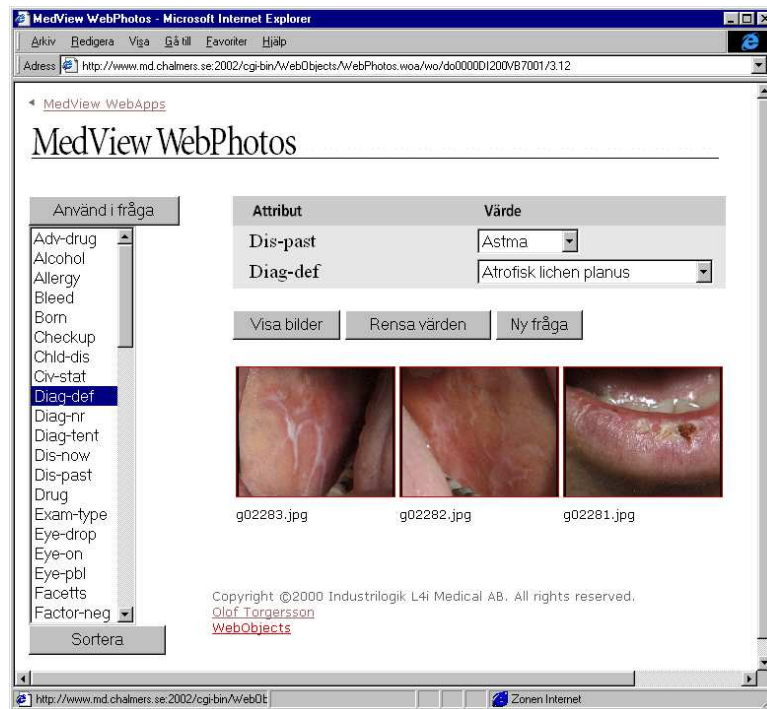 MedView WebPhotos - Microsoft Internet Explorer
Arkiv Redigera Visa Gå till Favoriter Hjälp
Adress http://www.md.chalmers.se:2002/cgi-bin/WebObjects/WebPhotos.woa/wo/do0000DI200VB7001/3.12
MedView WebApps
MedView WebPhotos
Använd i fråga
Adv-drug
Alcohol
Allergy
Bleed
Born
Checkup
Chld-dis
Civ-stat
Diag-def
Diag-nr
Diag-tent
Dis-now
Dis-past
Drug
Exam-type
Eye-drop
Eye-on
Eye-pbl
Facetts
Factor-neg
Sortera
Attribut Värde
Dis-past Astma
Diag-def Atrofisk lichen planus
Visa bilder Rensa värden Ny fråga
g02283.jpg g02282.jpg g02281.jpg
Copyright ©2000 Industrilogik L4i Medical AB. All rights reserved.
Olof Torgersson
WebObjects
http://www.md.chalmers.se:2002/cgi-bin/WebOb Zonen Internet